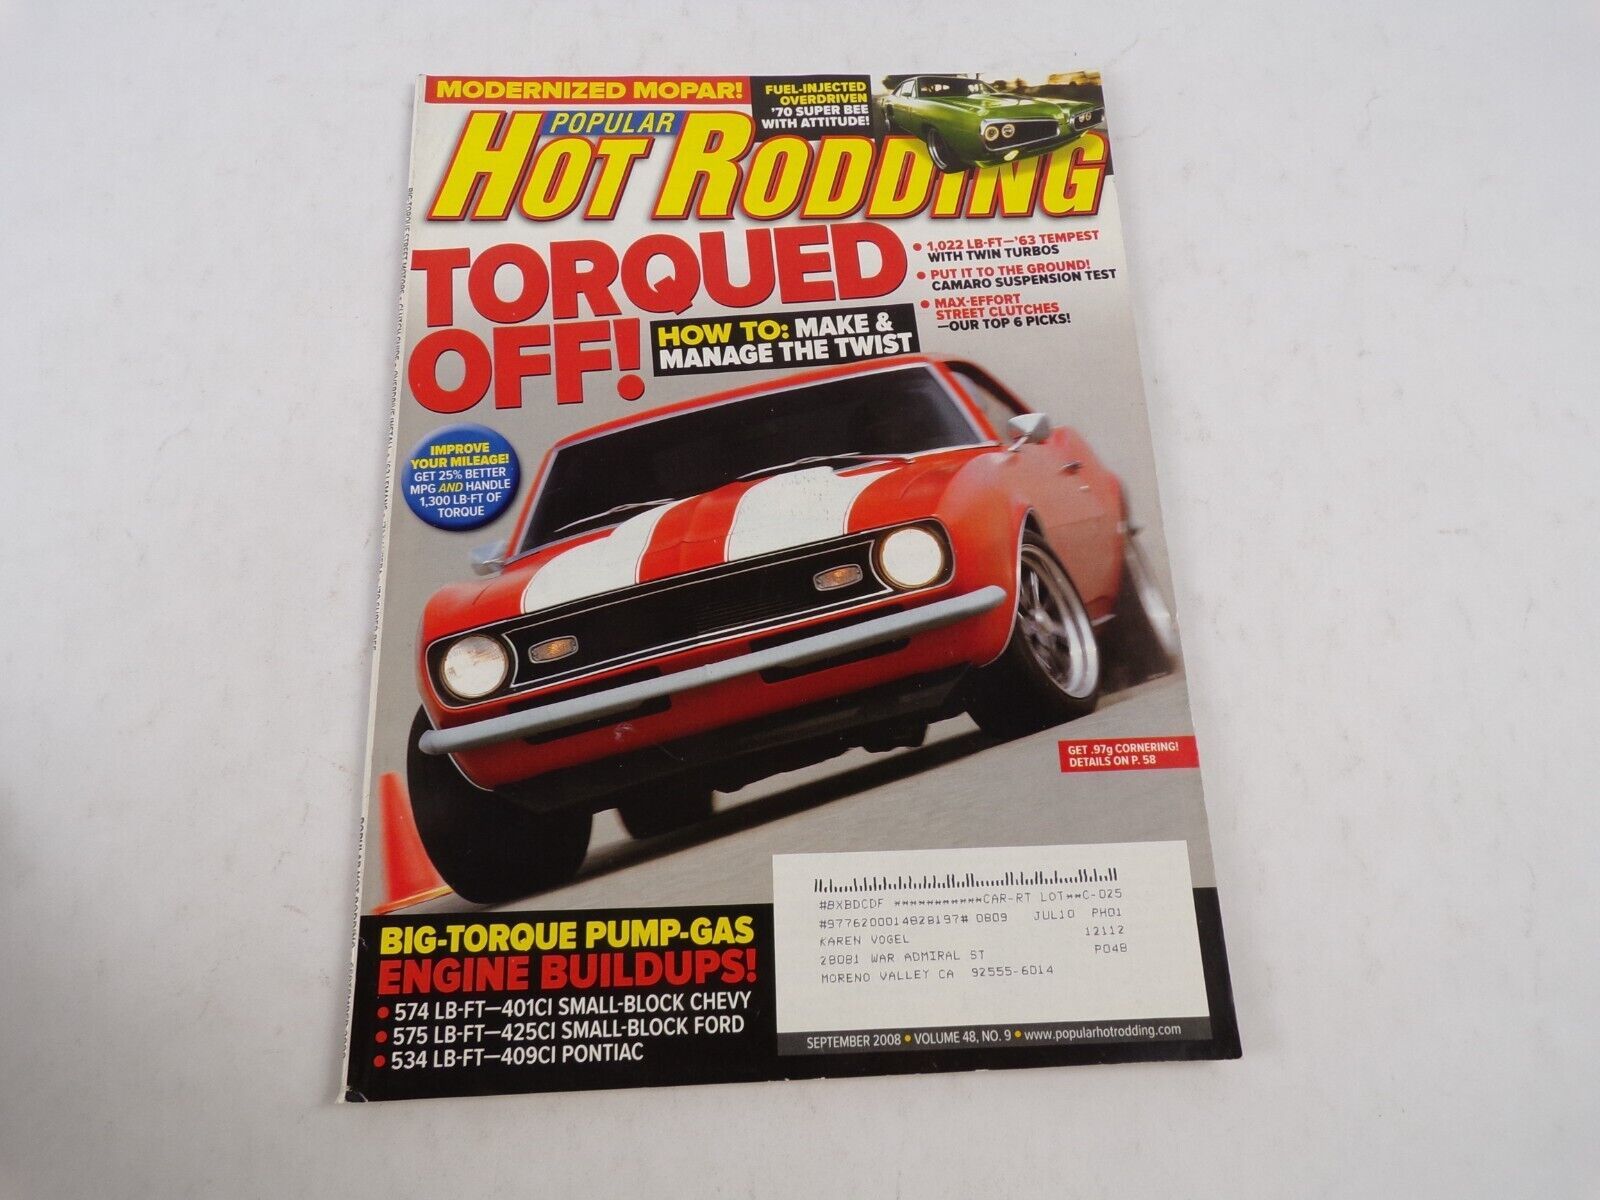 MODERNIZED MOPAR!
FUEL-INJECTED
OVERDRIVEN
'70 SUPER BEE
WITH ATTITUDE!
POPULAR
HOT RODDING
TORQUED
OFF!
HOW TO: MAKE &
MANAGE THE TWIST
• 1,022 LB-FT—'63 TEMPEST
WITH TWIN TURBOS
• PUT IT TO THE GROUND!
CAMARO SUSPENSION TEST
• MAX-EFFORT
STREET CLUTCHES
—OUR TOP 6 PICKS!
IMPROVE
YOUR MILEAGE!
GET 25% BETTER
MPG AND HANDLE
1,300 LB-FT OF
TORQUE
GET .97g CORNERING!
DETAILS ON P. 58
BIG-TORQUE PUMP-GAS
ENGINE BUILDUPS!
• 574 LB-FT—401CI SMALL-BLOCK CHEVY
• 575 LB-FT—425CI SMALL-BLOCK FORD
• 534 LB-FT—409CI PONTIAC
#BXBDCDF ***********CAR-RT LOT**C-025
#9776200014828197# 0809 JUL10 PH01
KAREN VOGEL 12112
28081 WAR ADMIRAL ST P048
MORENO VALLEY CA 92555-6014
SEPTEMBER 2008 • VOLUME 48, NO. 9 • www.popularhotrodding.com